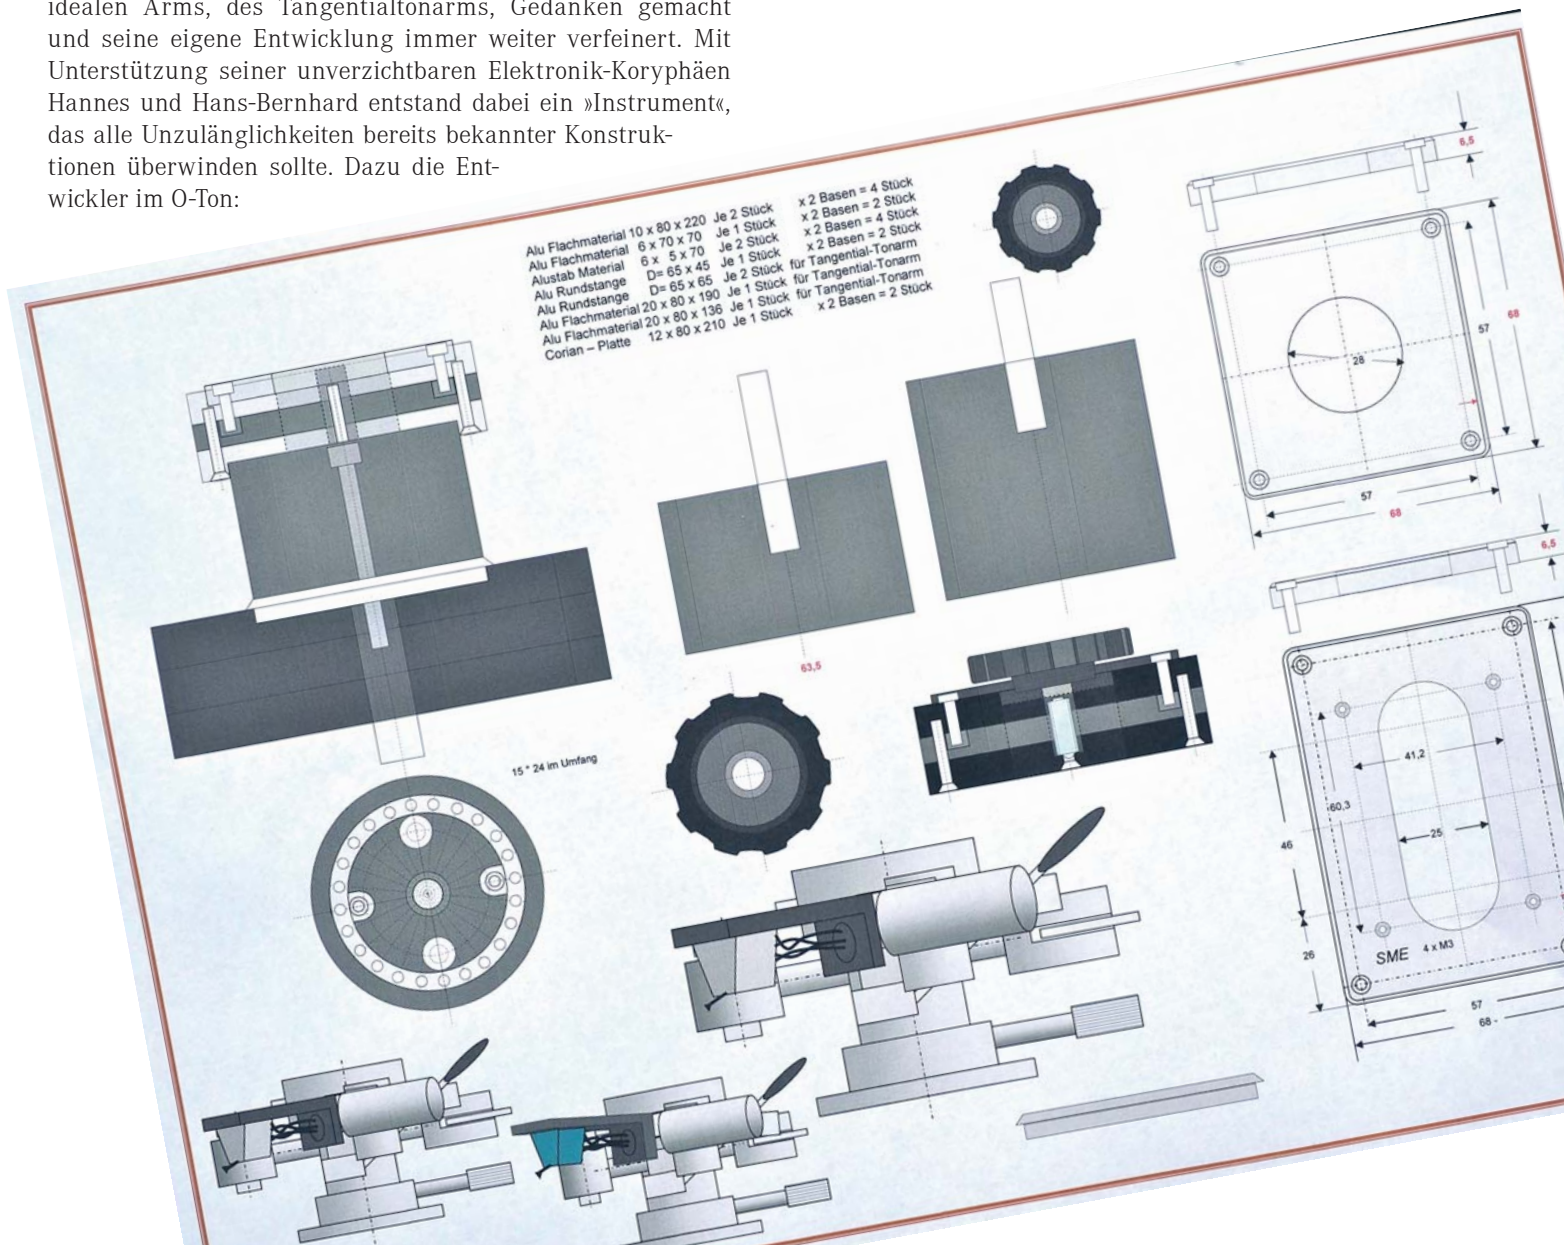 idealen Arms, des Tangentialtonarms, Gedanken gemacht
und seine eigene Entwicklung immer weiter verfeinert. Mit
Unterstützung seiner unverzichtbaren Elektronik-Koryphäen
Hannes und Hans-Bernhard entstand dabei ein »Instrument«,
das alle Unzulänglichkeiten bereits bekannter Konstruk-
tionen überwinden sollte. Dazu die Ent-
wickler im O-Ton:
Alu Flachmaterial 10 x 80 x 220 Je 2 Stück x 2 Basen = 4 Stück
Alu Flachmaterial 6 x 70 x 70 Je 1 Stück x 2 Basen = 2 Stück
Alustab Material 6 x 5 x 70 Je 2 Stück x 2 Basen = 4 Stück
Alu Rundstange D= 65 x 45 Je 1 Stück x 2 Basen = 2 Stück
Alu Rundstange D= 65 x 65 Je 2 Stück für Tangential-Tonarm
Alu Flachmaterial 20 x 80 x 190 Je 1 Stück für Tangential-Tonarm
Alu Flachmaterial 20 x 80 x 136 Je 1 Stück für Tangential-Tonarm
Corian – Platte 12 x 80 x 210 Je 1 Stück x 2 Basen = 2 Stück
6,5
57
68
28
57
68
6,5
63,5
15 ° 24 im Umfang
41,2
60,3
25
46
26
SME 4 x M3
57
68 -